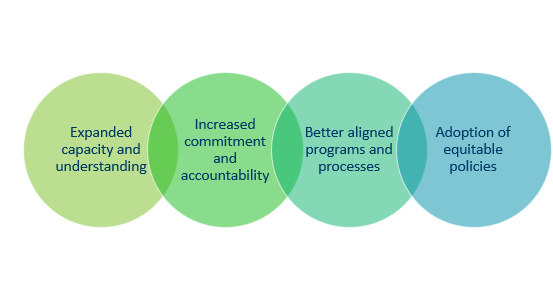 Expanded
capacity and
understanding
Increased
commitment
and
accountability
Better aligned
programs and
processes
Adoption of
equitable
policies